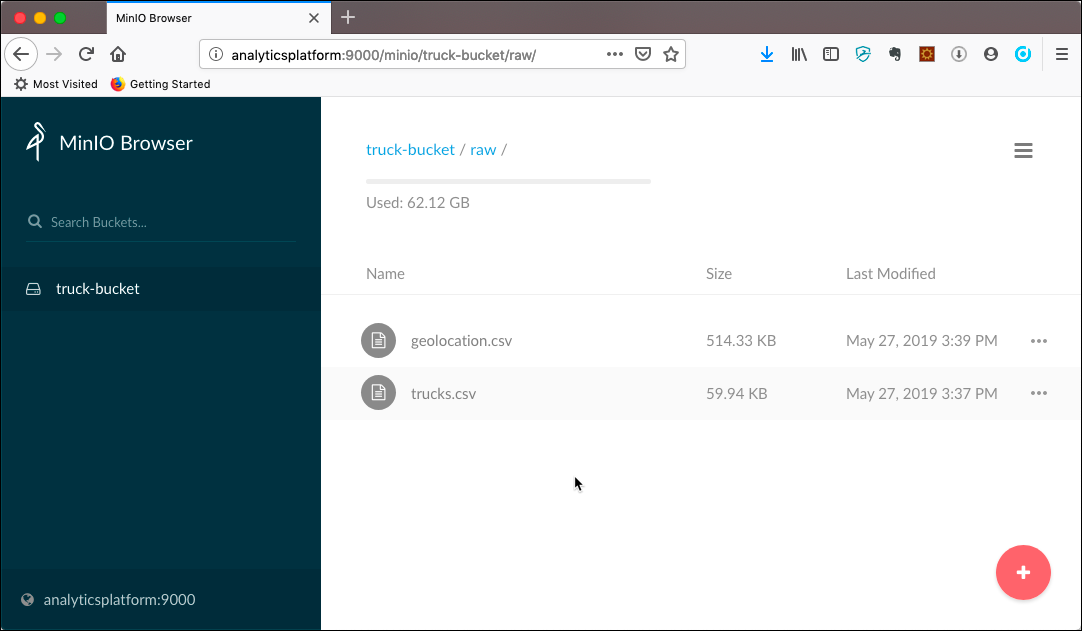 MinIO Browser
analyticsplatform:9000/minio/truck-bucket/raw/
Most Visited Getting Started
MinIO Browser
Search Buckets...
truck-bucket
analyticsplatform:9000
truck-bucket / raw /
Used: 62.12 GB
Name Size Last Modified
geolocation.csv 514.33 KB May 27, 2019 3:39 PM
trucks.csv 59.94 KB May 27, 2019 3:37 PM